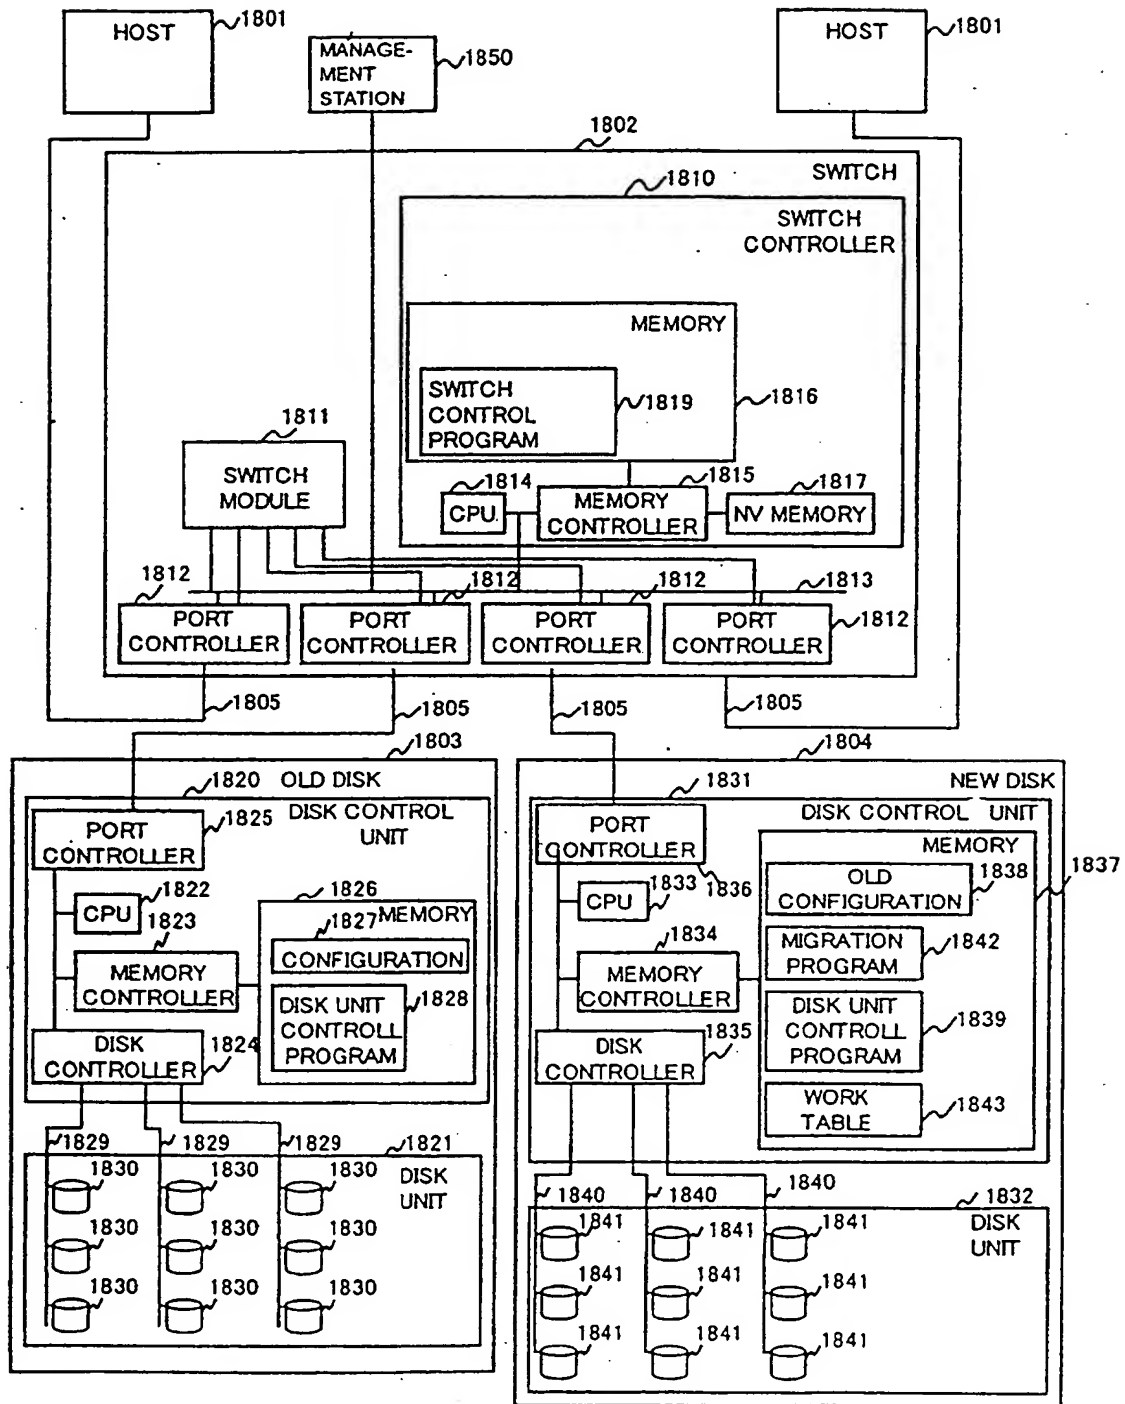 HOST
1801
MANAGE-
MENT
STATION
1850
HOST
1801
1802
SWITCH
1810
SWITCH
CONTROLLER
MEMORY
SWITCH
CONTROL
PROGRAM
1819
1816
1811
SWITCH
MODULE
1814
CPU
1815
MEMORY
CONTROLLER
1817
NV MEMORY
1812
PORT
CONTROLLER
1812
PORT
CONTROLLER
1812
PORT
CONTROLLER
1813
PORT
CONTROLLER
1812
1805
1805
1805
1805
1803
OLD DISK
1820
DISK CONTROL
UNIT
PORT
CONTROLLER
1825
CPU
1822
1823
MEMORY
CONTROLLER
1826
MEMORY
1827
CONFIGURATION
DISK UNIT
CONTROLL
PROGRAM
1828
DISK
CONTROLLER
1824
1829
1829
1829
1821
DISK
UNIT
1830
1830
1830
1830
1830
1830
1830
1830
1830
1804
NEW DISK
1831
DISK CONTROL UNIT
PORT
CONTROLLER
1836
MEMORY
1837
OLD
CONFIGURATION
1838
CPU
1833
1834
MEMORY
CONTROLLER
MIGRATION
PROGRAM
1842
DISK UNIT
CONTROLL
PROGRAM
1839
DISK
CONTROLLER
1835
WORK
TABLE
1843
1840
1840
1840
1832
DISK
UNIT
1841
1841
1841
1841
1841
1841
1841
1841
1841